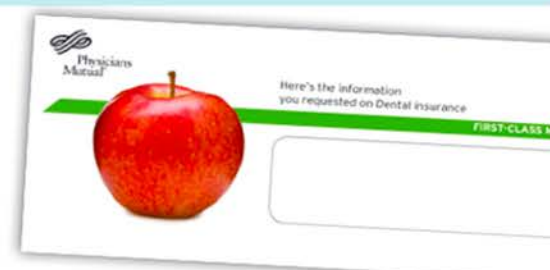 Physicians
Mutual®
Here's the information
you requested on Dental insurance
FIRST-CLASS M